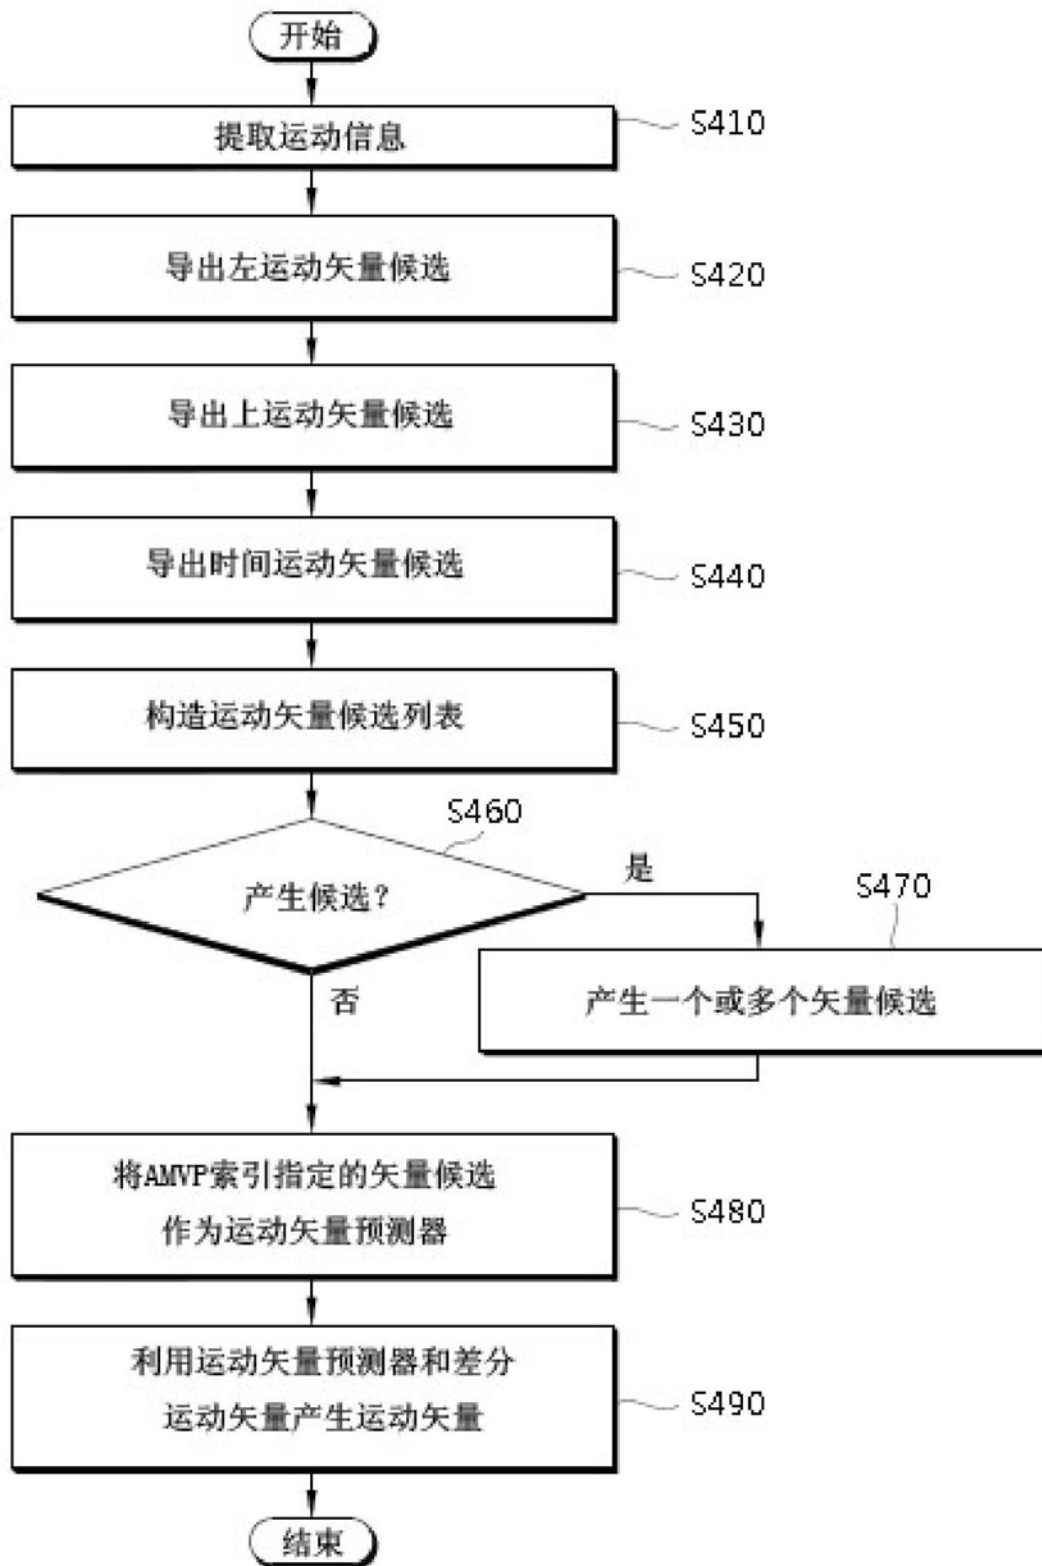 开始
提取运动信息
S410
导出左运动矢量候选
S420
导出上运动矢量候选
S430
导出时间运动矢量候选
S440
构造运动矢量候选列表
S450
S460
产生候选？
是
S470
否
产生一个或多个矢量候选
将AMVP索引指定的矢量候选
作为运动矢量预测器
S480
利用运动矢量预测器和差分
运动矢量产生运动矢量
S490
结束